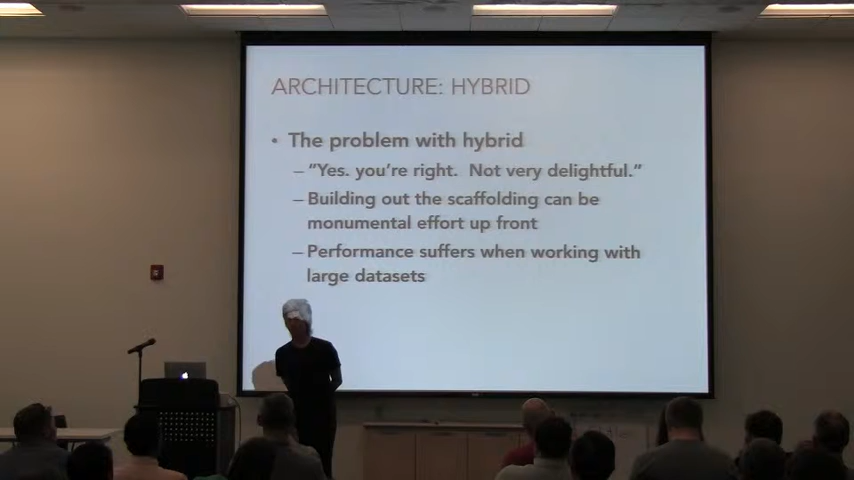 ARCHITECTURE: HYBRID
• The problem with hybrid
– "Yes. you're right. Not very delightful."
– Building out the scaffolding can be
monumental effort up front
– Performance suffers when working with
large datasets